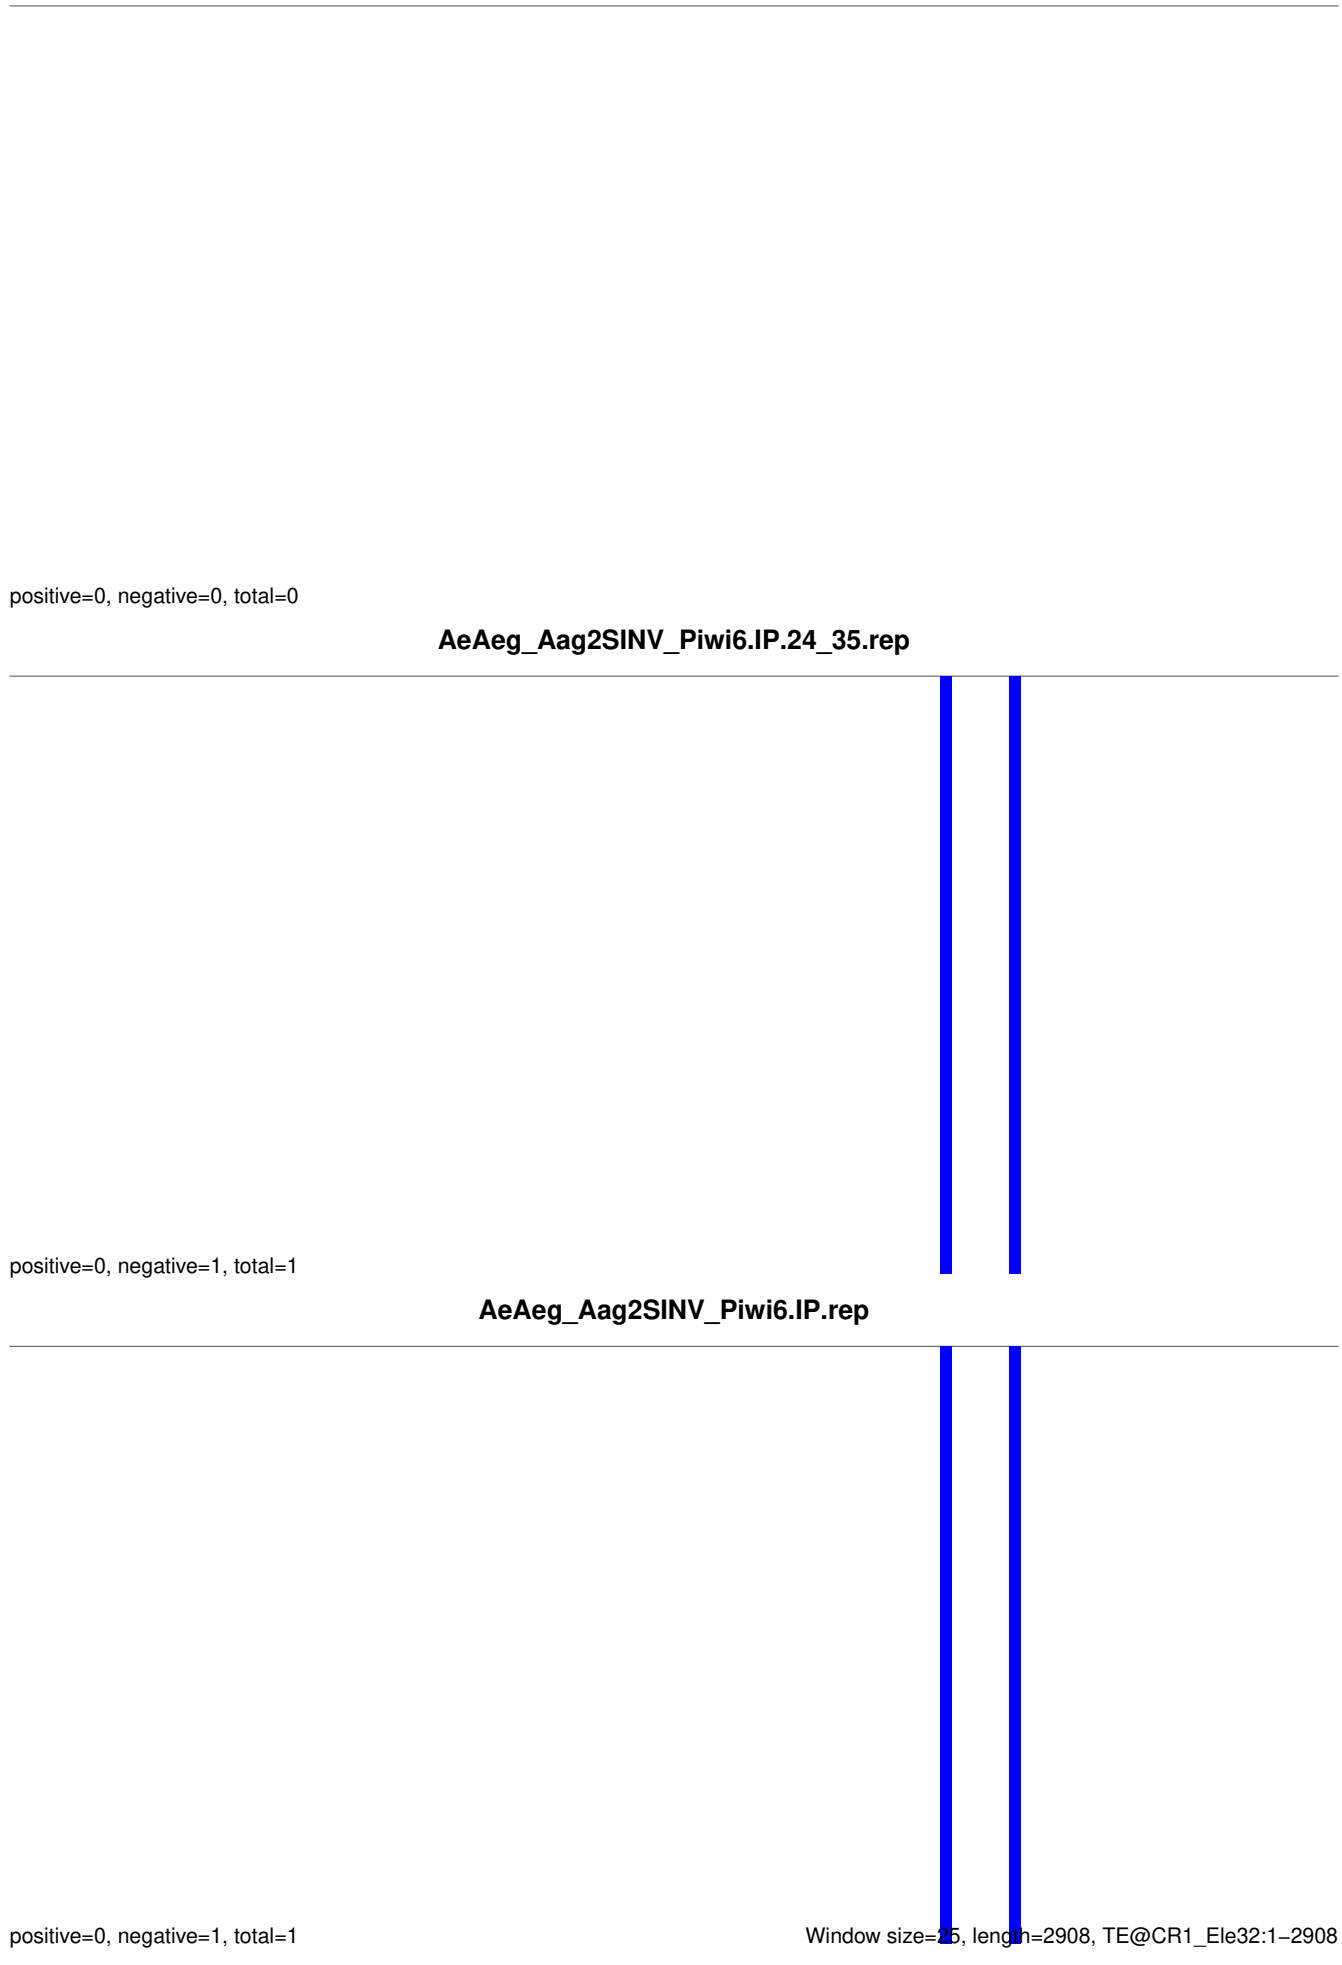 positive=0, negative=0, total=0
AeAeg_Aag2SINV_Piwi6.IP.24_35.rep
positive=0, negative=1, total=1
AeAeg_Aag2SINV_Piwi6.IP.rep
positive=0, negative=1, total=1
Window size=25, length=2908, TE@CR1_Ele32:1−2908